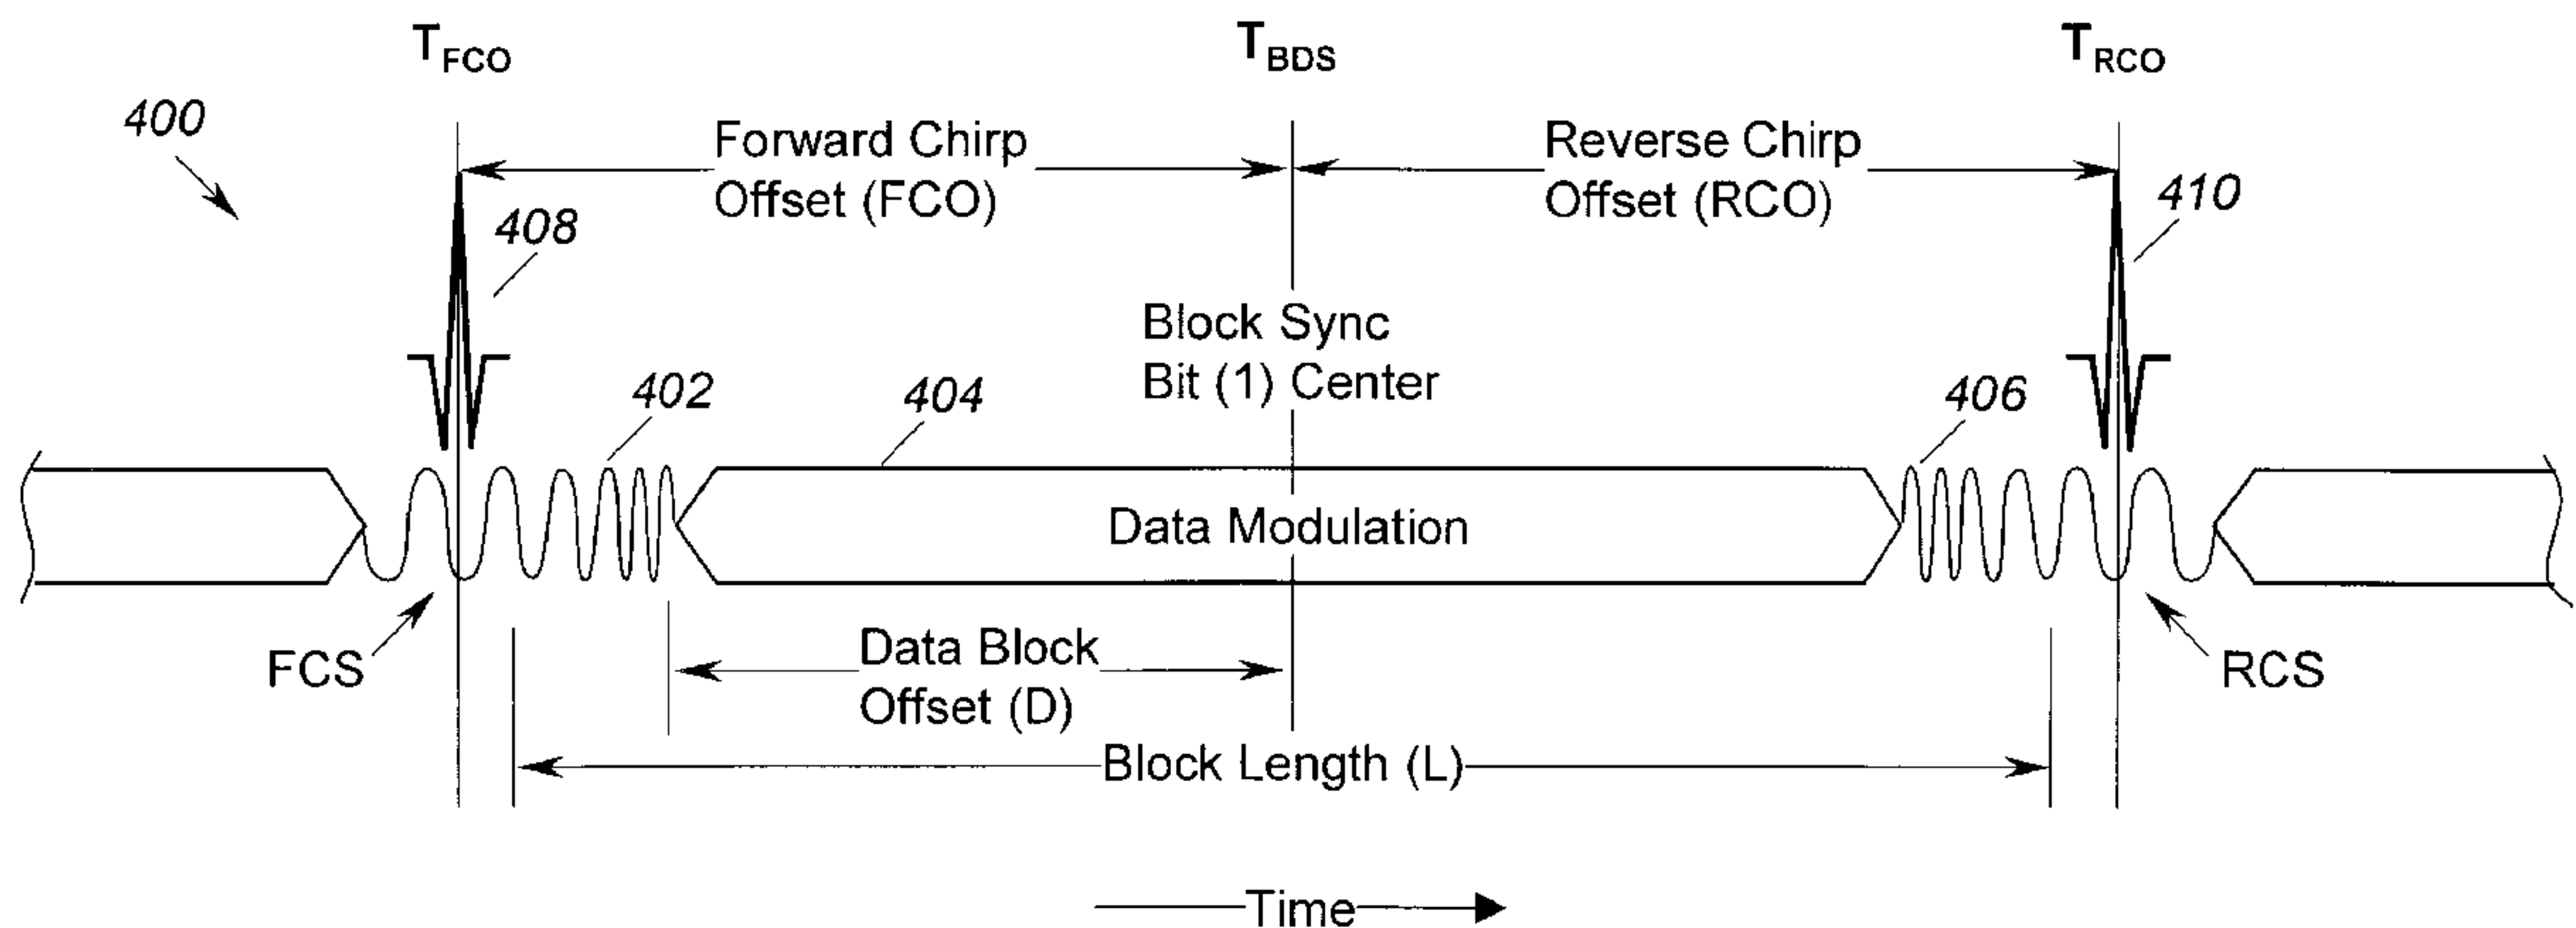 T_FCO T_BDS T_RCO
400
Forward Chirp
Offset (FCO)
Reverse Chirp
Offset (RCO)
408
410
Block Sync
Bit (1) Center
402
404
406
Data Modulation
FCS
Data Block
Offset (D)
RCS
Block Length (L)
Time